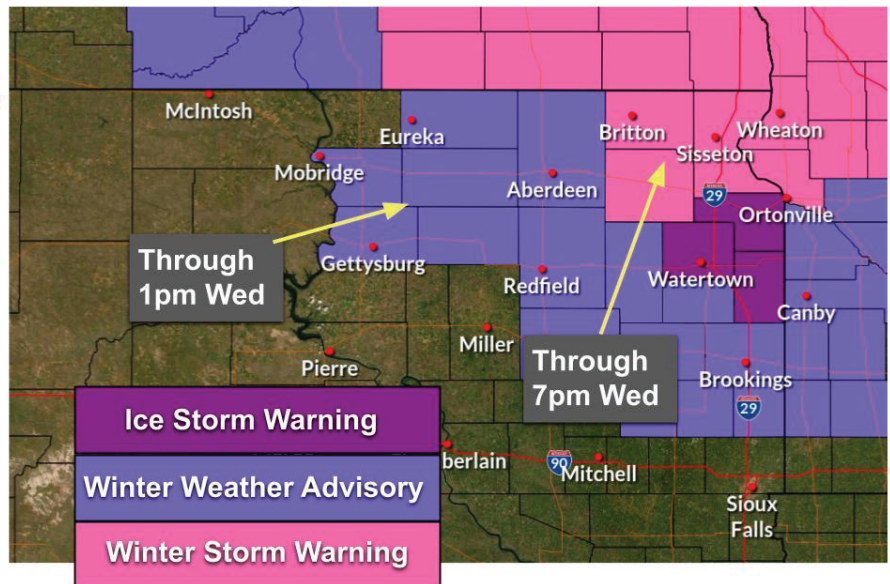 McIntosh
Eureka
Britton
Wheaton
Sisseton
Mobridge
Aberdeen
29
Ortonville
Through
1pm Wed
Gettysburg
Redfield
Watertown
Canby
Miller
Through
7pm Wed
Pierre
Brookings
29
Ice Storm Warning
berlain
90
Mitchell
Winter Weather Advisory
Sioux
Falls
Winter Storm Warning